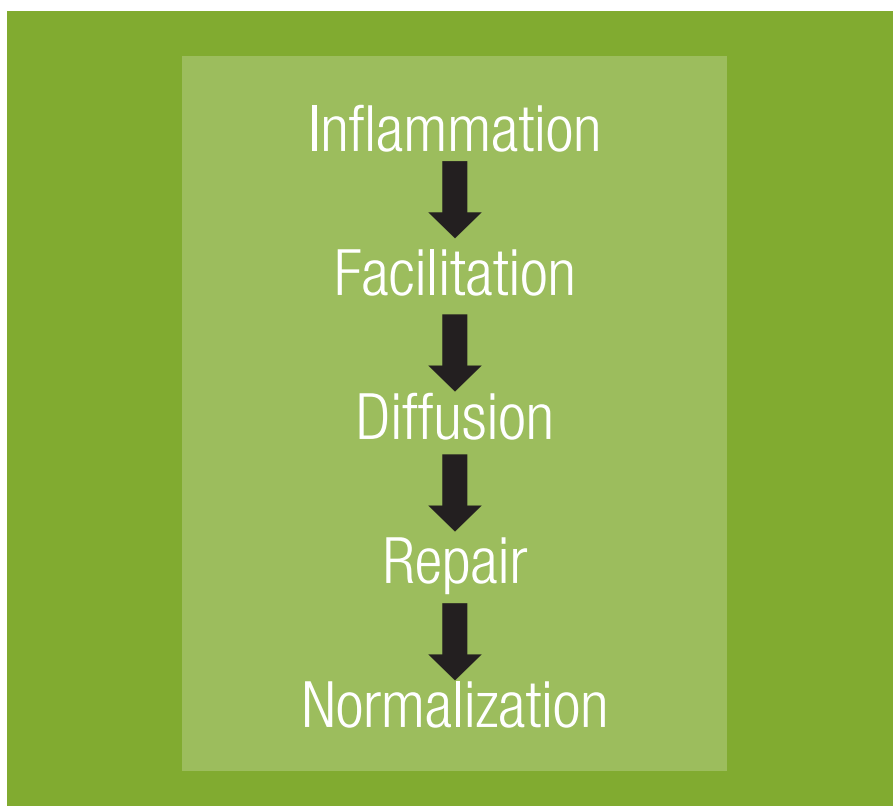 Inflammation
Facilitation
Diffusion
Repair
Normalization